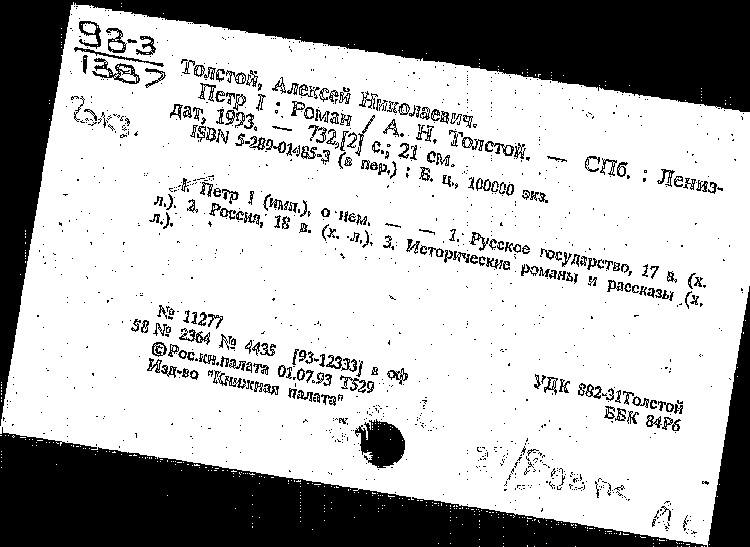 93-3
1387
2 экз.
Толстой, Алексей Николаевич.
Петр I : Роман / А. Н. Толстой. — СПб. : Лениз-
дат, 1993. — 732,[2] с.; 21 см.
ISBN 5-289-01485-3 (в пер.) : Б. ц., 100000 экз.
1. Петр I (имп.), о нем. — — 1. Русское государство, 17 в. (х.
л.). 2. Россия, 18 в. (х. л.). 3. Исторические романы и рассказы (х.
л.).
№ 11277
58 № 2364 № 4435 [93-12333] в оф
©Рос.кн.палата 01.07.93 Т529
Изд-во "Книжная палата"
УДК 882-31Толстой
ББК 84Р6